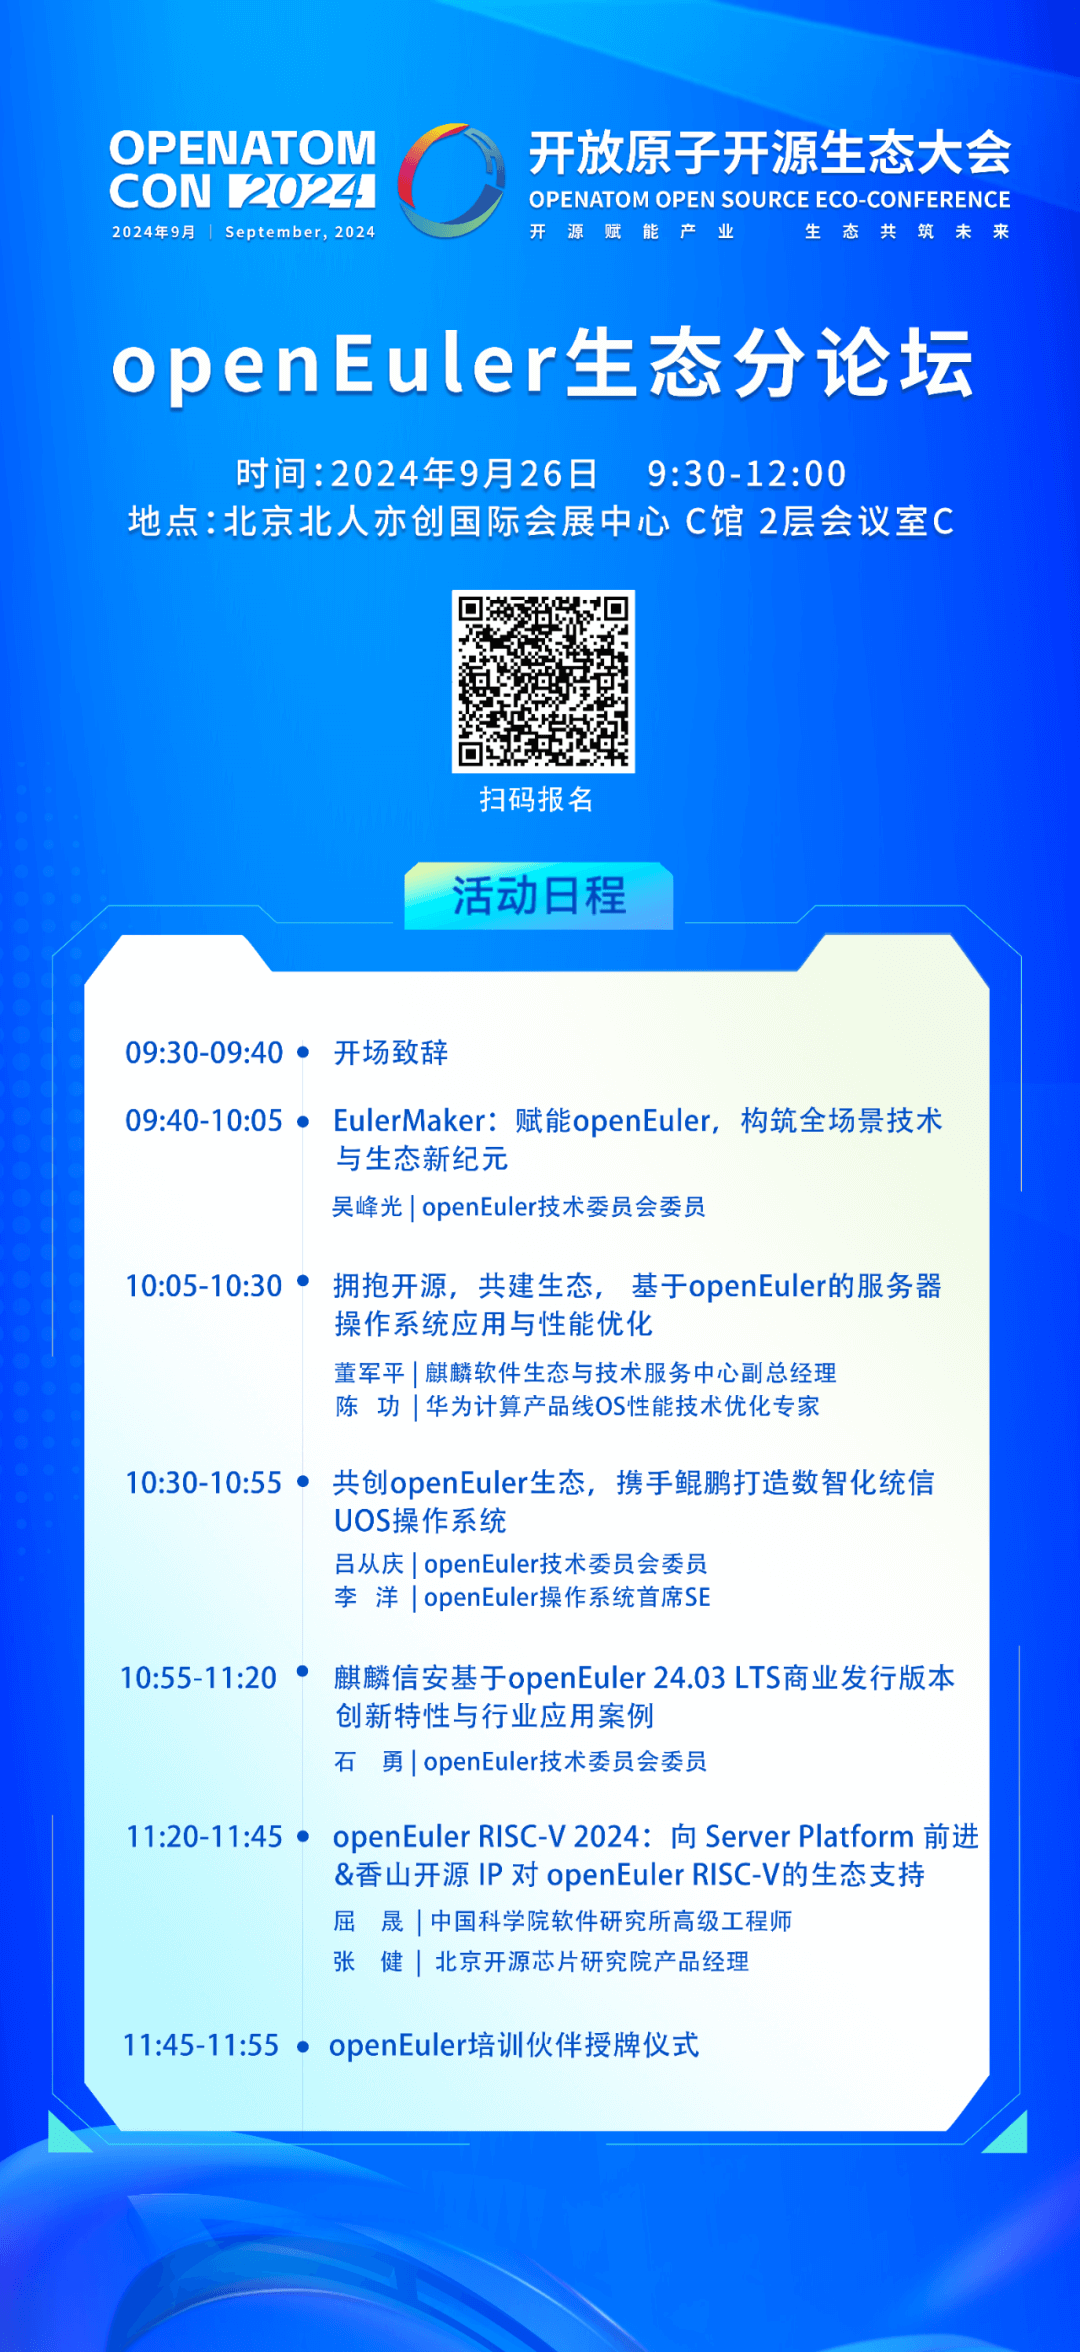 OPENATOM
CON 2024
2024年9月 | September, 2024
开放原子开源生态大会
OPENATOM OPEN SOURCE ECO-CONFERENCE
开源赋能产业 生态共筑未来
openEuler生态分论坛
时间:2024年9月26日 9:30-12:00
地点:北京北人亦创国际会展中心 C馆 2层会议室C
扫码报名
活动日程
09:30-09:40 开场致辞
09:40-10:05 EulerMaker：赋能openEuler，构筑全场景技术
与生态新纪元
吴峰光 | openEuler技术委员会委员
10:05-10:30 拥抱开源，共建生态， 基于openEuler的服务器
操作系统应用与性能优化
董军平 | 麒麟软件生态与技术服务中心副总经理
陈 功 | 华为计算产品线OS性能技术优化专家
10:30-10:55 共创openEuler生态，携手鲲鹏打造数智化统信
UOS操作系统
吕从庆 | openEuler技术委员会委员
李 洋 | openEuler操作系统首席SE
10:55-11:20 麒麟信安基于openEuler 24.03 LTS商业发行版本
创新特性与行业应用案例
石 勇 | openEuler技术委员会委员
11:20-11:45 openEuler RISC-V 2024：向 Server Platform 前进
&香山开源 IP 对 openEuler RISC-V的生态支持
屈 晟 | 中国科学院软件研究所高级工程师
张 健 | 北京开源芯片研究院产品经理
11:45-11:55 openEuler培训伙伴授牌仪式